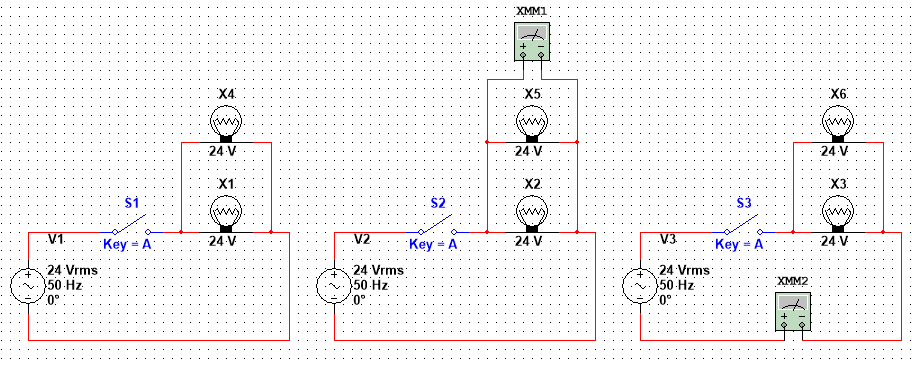 XMM1
+ -
X4
24 V
X1
24 V
S1
Key = A
V1
+
-
24 Vrms
50 Hz
0°
X5
24 V
X2
24 V
S2
Key = A
V2
+
-
24 Vrms
50 Hz
0°
X6
24 V
X3
24 V
S3
Key = A
V3
+
-
24 Vrms
50 Hz
0°
XMM2
+ -